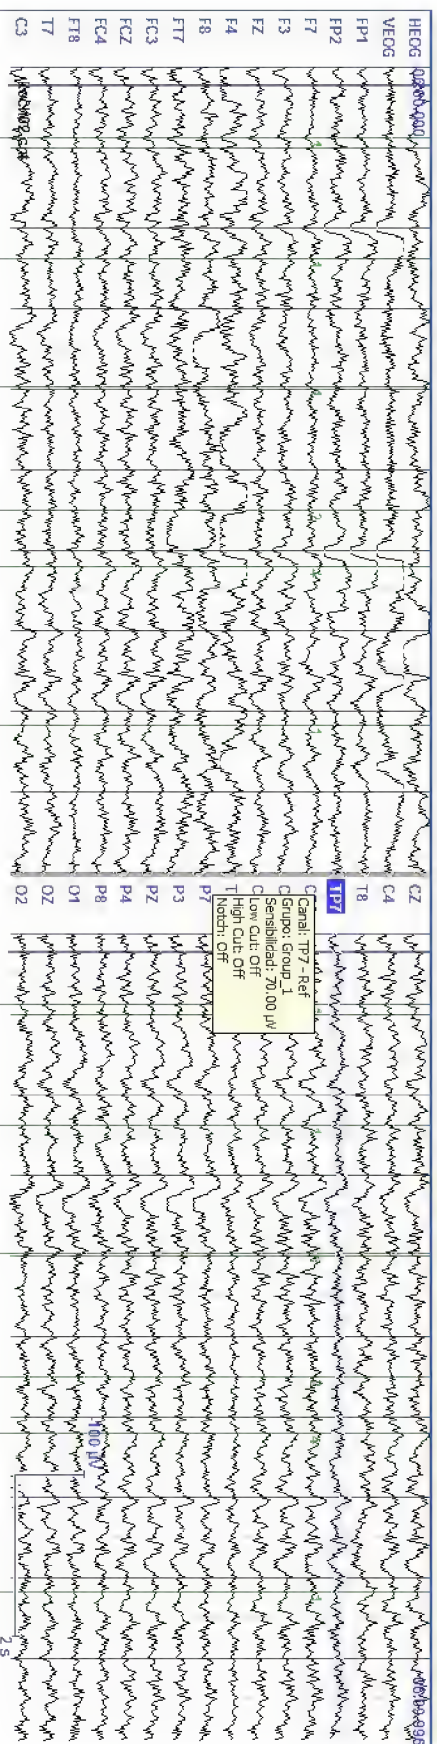 HEOG
VEOG
FP1
FP2
F7
F3
FZ
F4
F8
FT7
FC3
FCZ
FC4
FT8
T7
C3
CZ
C4
T8
TP7
Canal: TP7 - Ref
Grupo: Group_1
Sensibilidad: 70.00 µV
Low Cut: Off
High Cut: Off
Notch: Off
P7
P3
PZ
P4
P8
O1
OZ
O2
100 µV
2 s